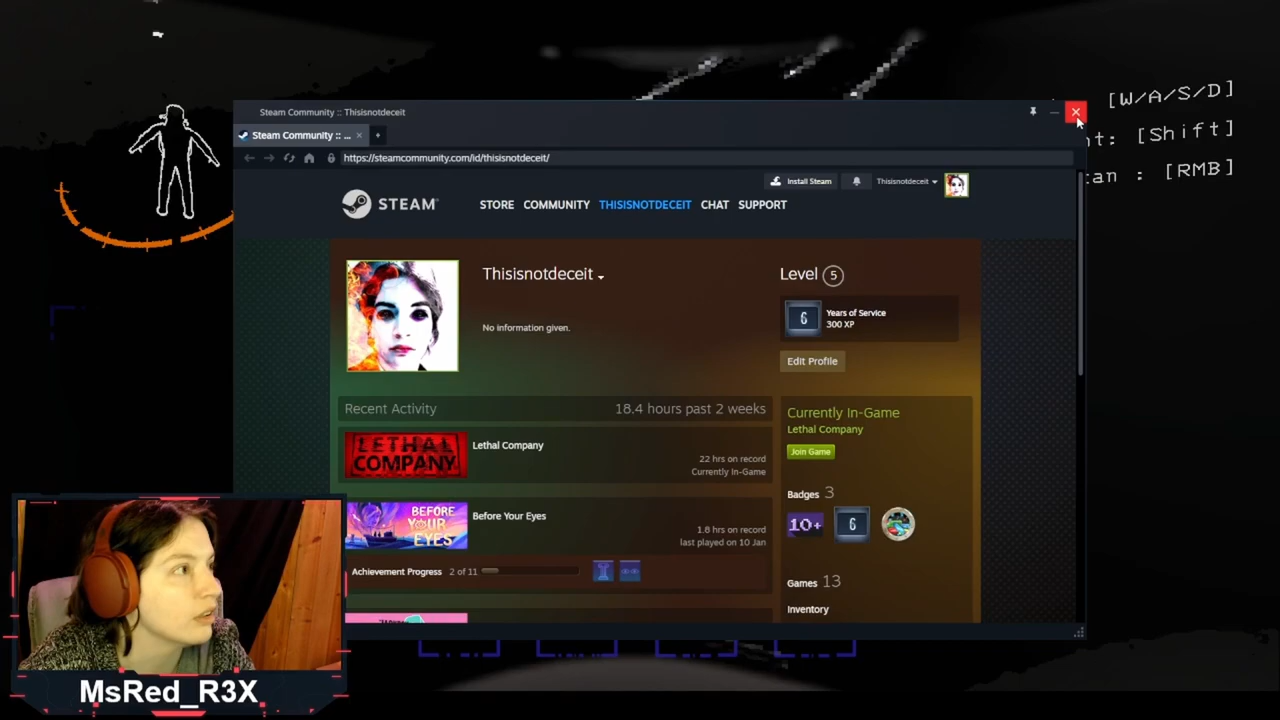 [W/A/S/D]
nt: [Shift]
can : [RMB]
Steam Community :: Thisisnotdeceit
Steam Community :: ...
https://steamcommunity.com/id/thisisnotdeceit/
Install Steam
Thisisnotdeceit
STEAM
STORE COMMUNITY THISISNOTDECEIT CHAT SUPPORT
Thisisnotdeceit
No information given.
Level 5
6
Years of Service
300 XP
Edit Profile
Recent Activity
18.4 hours past 2 weeks
LETHAL
COMPANY
Lethal Company
22 hrs on record
Currently In-Game
BEFORE
YOUR
EYES
Before Your Eyes
1.8 hrs on record
last played on 10 Jan
Achievement Progress 2 of 11
Currently In-Game
Lethal Company
Join Game
Badges 3
10+
6
Games 13
Inventory
MsRed_R3X